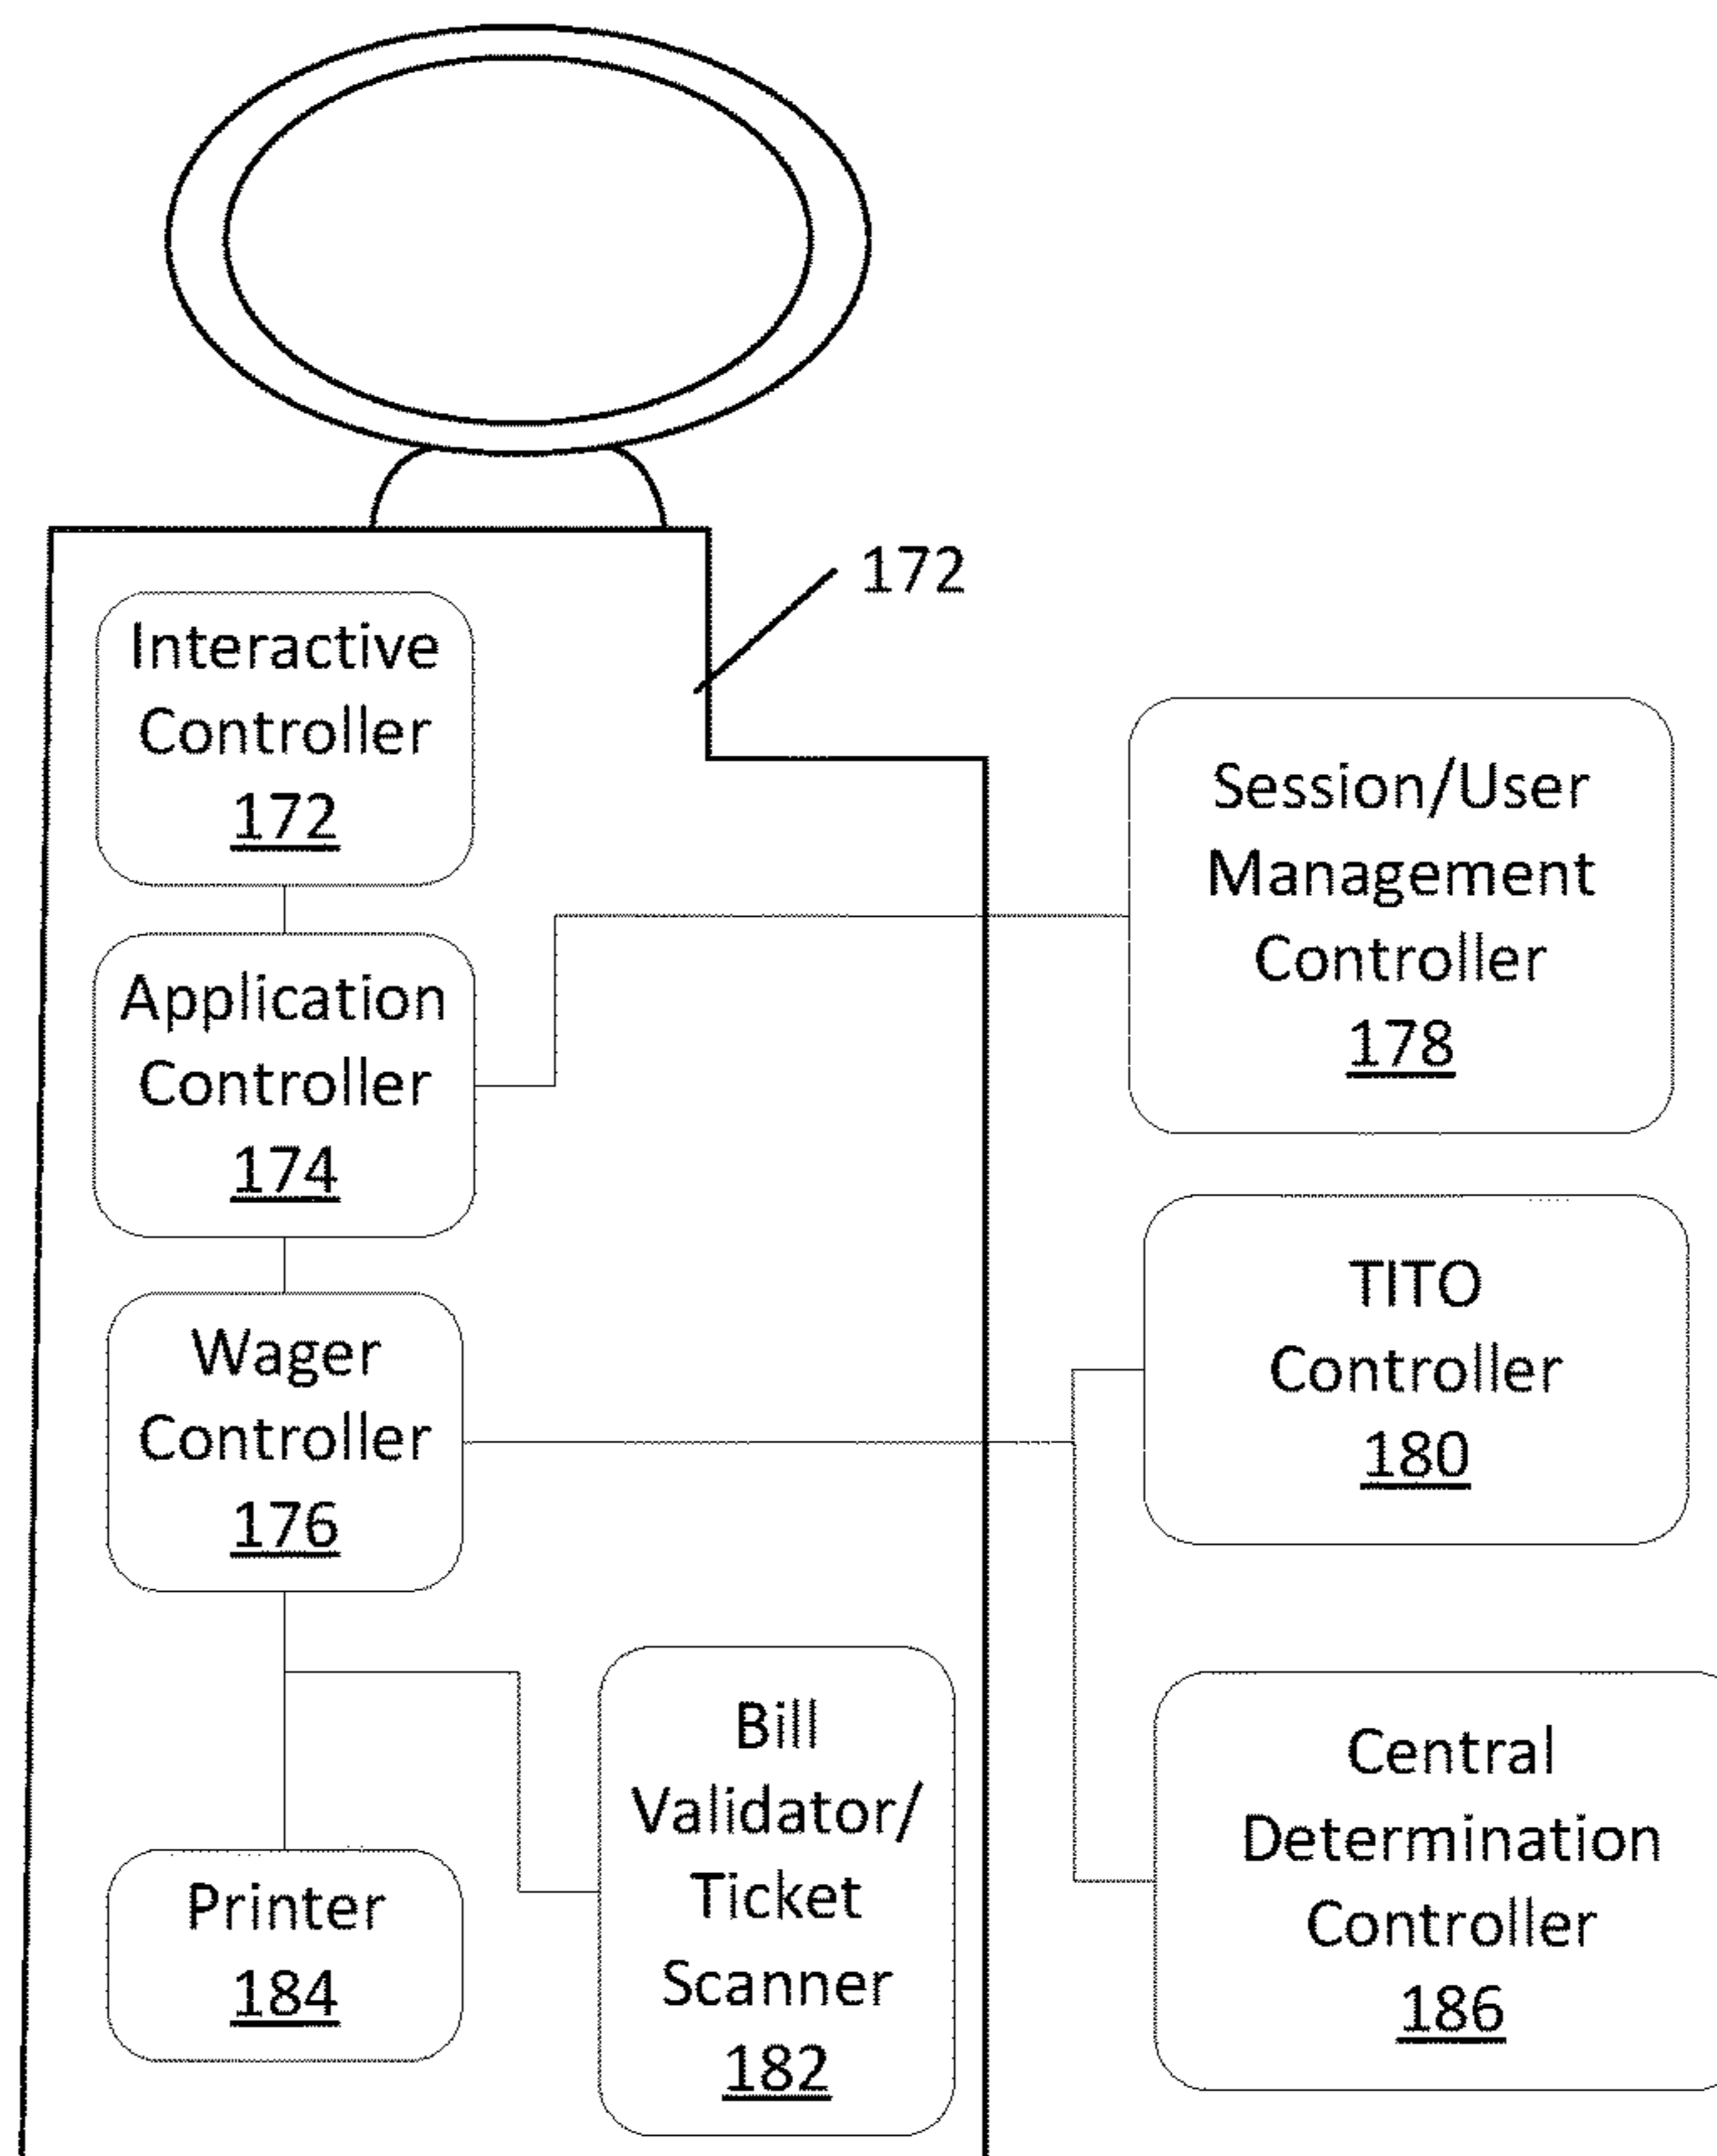 172
Interactive
Controller
172
Application
Controller
174
Wager
Controller
176
Printer
184
Bill
Validator/
Ticket
Scanner
182
Session/User
Management
Controller
178
TITO
Controller
180
Central
Determination
Controller
186